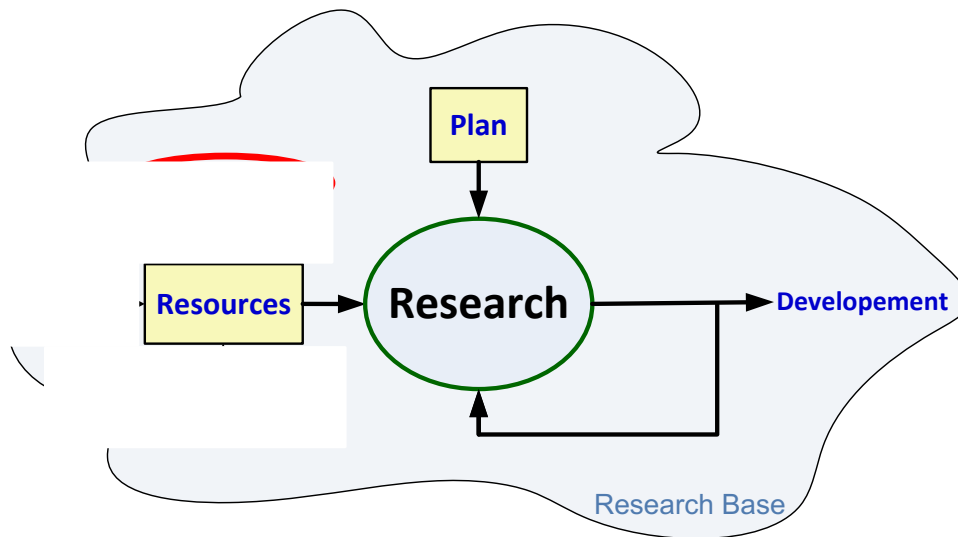 Plan
Resources
Research
Developement
Research Base